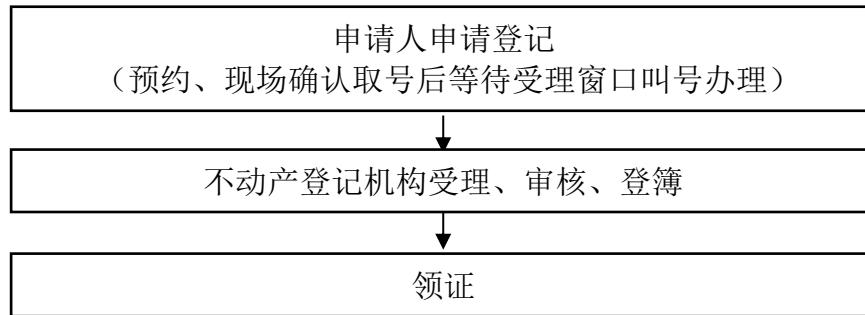 申请人申请登记
（预约、现场确认取号后等待受理窗口叫号办理）
不动产登记机构受理、审核、登簿
领证